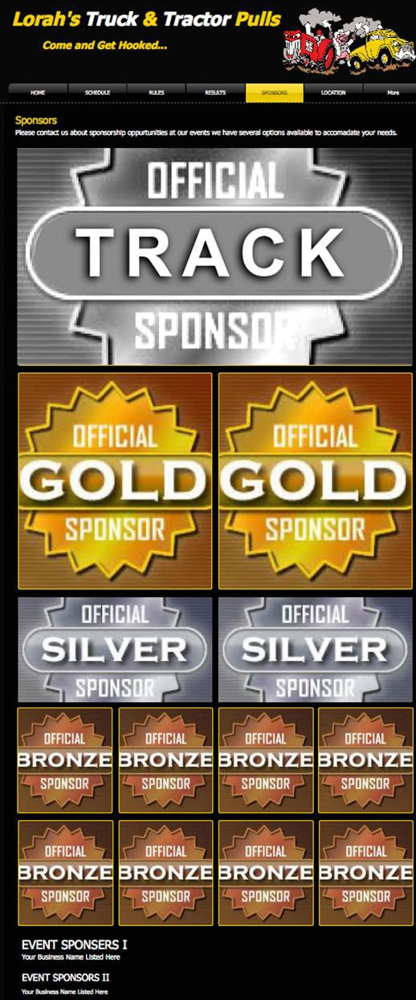 Lorah's Truck & Tractor Pulls
Come and Get Hooked...
HOME SCHEDULE RULES RESULTS SPONSORS LOCATION More
Sponsors
Please contact us about sponsorship oppurtunities at our events we have several options available to accomadate your needs.
OFFICIAL
TRACK
SPONSOR
OFFICIAL OFFICIAL
GOLD GOLD
SPONSOR SPONSOR
OFFICIAL OFFICIAL
SILVER SILVER
SPONSOR SPONSOR
OFFICIAL OFFICIAL OFFICIAL OFFICIAL
BRONZE BRONZE BRONZE BRONZE
SPONSOR SPONSOR SPONSOR SPONSOR
OFFICIAL OFFICIAL OFFICIAL OFFICIAL
BRONZE BRONZE BRONZE BRONZE
SPONSOR SPONSOR SPONSOR SPONSOR
EVENT SPONSERS I
Your Business Name Listed Here
EVENT SPONSORS II
Your Business Name Listed Here